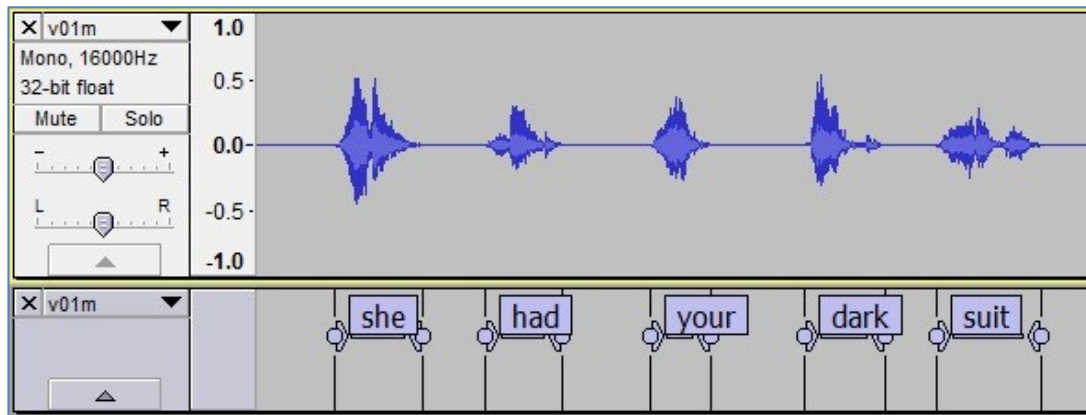 X v01m ▼ 1.0
Mono, 16000Hz
32-bit float 0.5
Mute Solo
- + 0.0
L R -0.5
-1.0
X v01m ▼
she had your dark suit